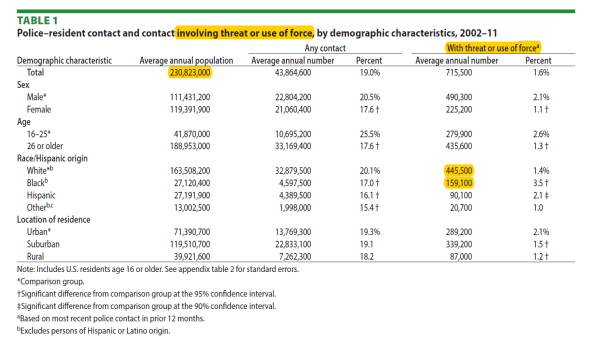 TABLE 1
Police–resident contact and contact involving threat or use of force, by demographic characteristics, 2002–11
Any contact With threat or use of forceᵃ
Demographic characteristic Average annual population Average annual number Percent Average annual number Percent
Total 230,823,000 43,864,600 19.0% 715,500 1.6%
Sex
Male* 111,431,200 22,804,200 20.5% 490,300 2.1%
Female 119,391,900 21,060,400 17.6 † 225,200 1.1 †
Age
16–25* 41,870,000 10,695,200 25.5% 279,900 2.6%
26 or older 188,953,000 33,169,400 17.6 † 435,600 1.3 †
Race/Hispanic origin
White*ᵇ 163,508,200 32,879,500 20.1% 445,500 1.4%
Blackᵇ 27,120,400 4,597,500 17.0 † 159,100 3.5 †
Hispanic 27,191,900 4,389,500 16.1 † 90,100 2.1 ‡
Otherᵇ,ᶜ 13,002,500 1,998,000 15.4 † 20,700 1.0
Location of residence
Urban* 71,390,700 13,769,300 19.3% 289,200 2.1%
Suburban 119,510,700 22,833,100 19.1 339,200 1.5 †
Rural 39,921,600 7,262,300 18.2 87,000 1.2 †
Note: Includes U.S. residents age 16 or older. See appendix table 2 for standard errors.
*Comparison group.
†Significant difference from comparison group at the 95% confidence interval.
‡Significant difference from comparison group at the 90% confidence interval.
ᵃBased on most recent police contact in prior 12 months.
ᵇExcludes persons of Hispanic or Latino origin.